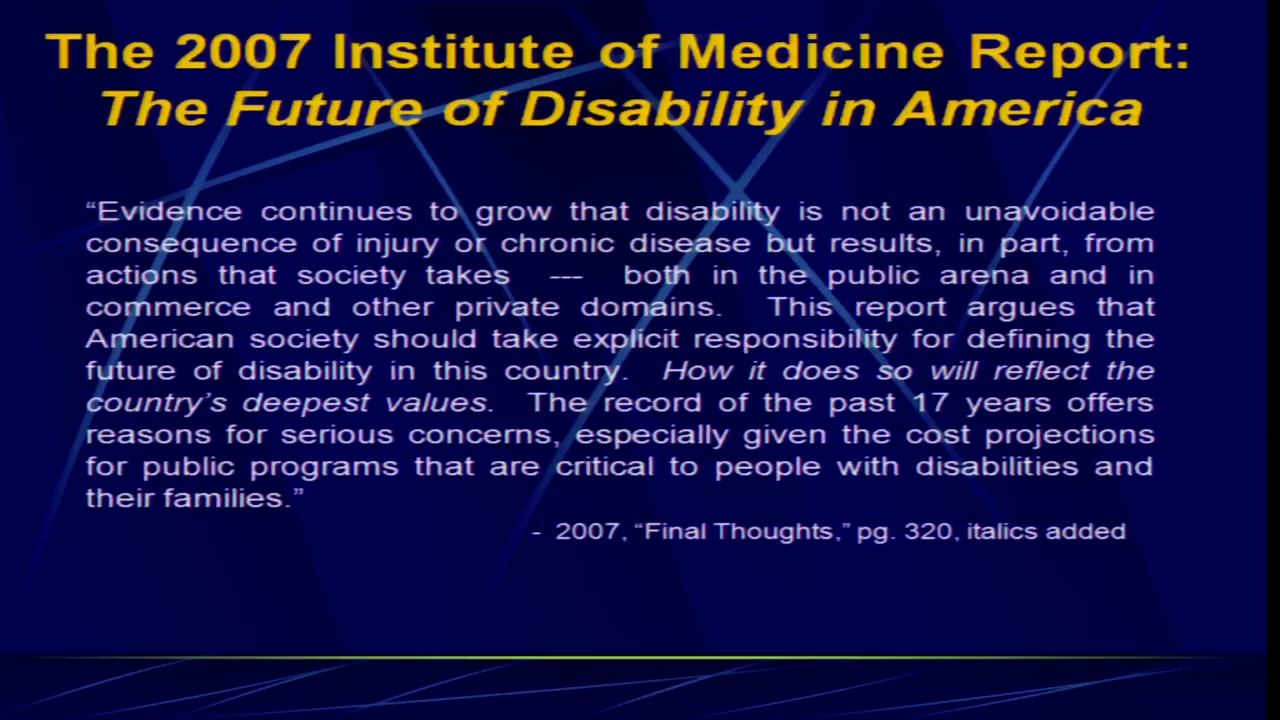 The 2007 Institute of Medicine Report:
The Future of Disability in America
“Evidence continues to grow that disability is not an unavoidable
consequence of injury or chronic disease but results, in part, from
actions that society takes --- both in the public arena and in
commerce and other private domains. This report argues that
American society should take explicit responsibility for defining the
future of disability in this country. How it does so will reflect the
country’s deepest values. The record of the past 17 years offers
reasons for serious concerns, especially given the cost projections
for public programs that are critical to people with disabilities and
their families.”
- 2007, “Final Thoughts,” pg. 320, italics added